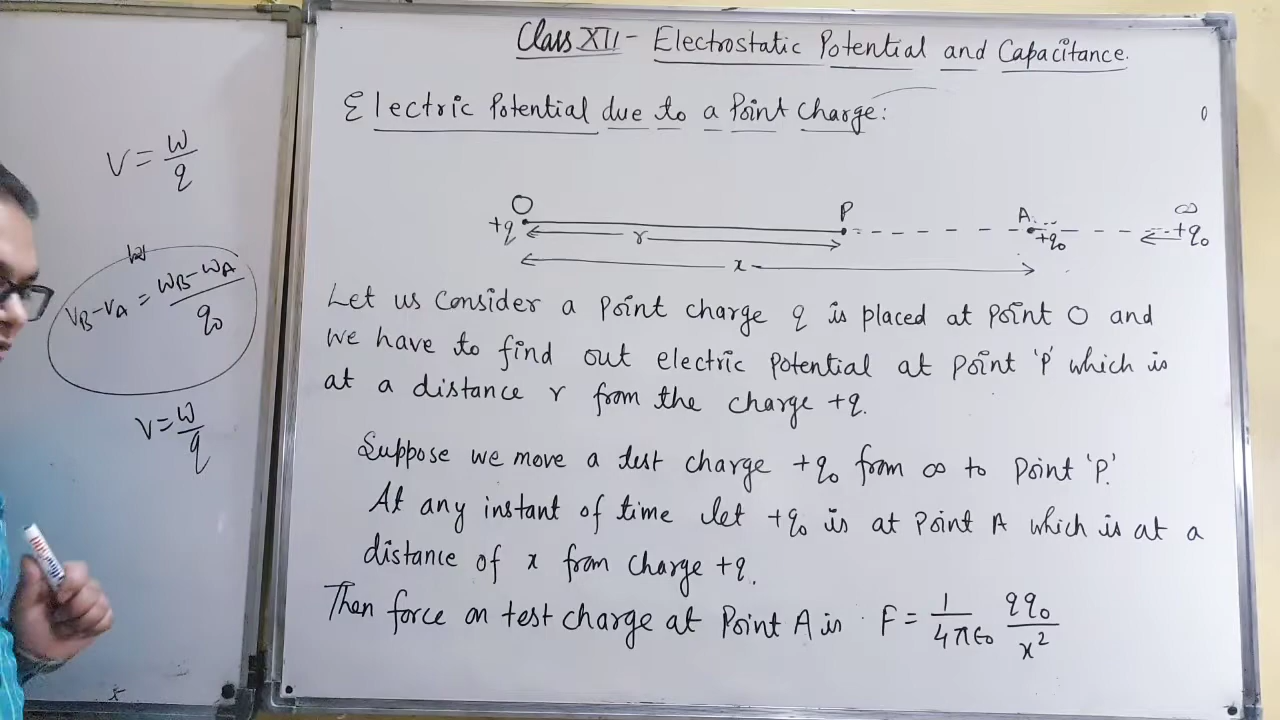 Class XII - Electrostatic Potential and Capacitance.
Electric Potential due to a Point Charge:
O P A ∞
+q r +q₀ +q₀
x
Let us Consider a Point charge q is placed at Point O and
we have to find out electric Potential at Point 'P' which is
at a distance r from the charge +q.
Suppose we move a test charge +q₀ from ∞ to Point 'P'.
At any instant of time let +q₀ is at Point A which is at a
distance of x from charge +q.
Then force on test charge at Point A is F = 1/4πε₀ qq₀/x²
V = W/q
V_B - V_A = W_B - W_A / q₀
V = W/q